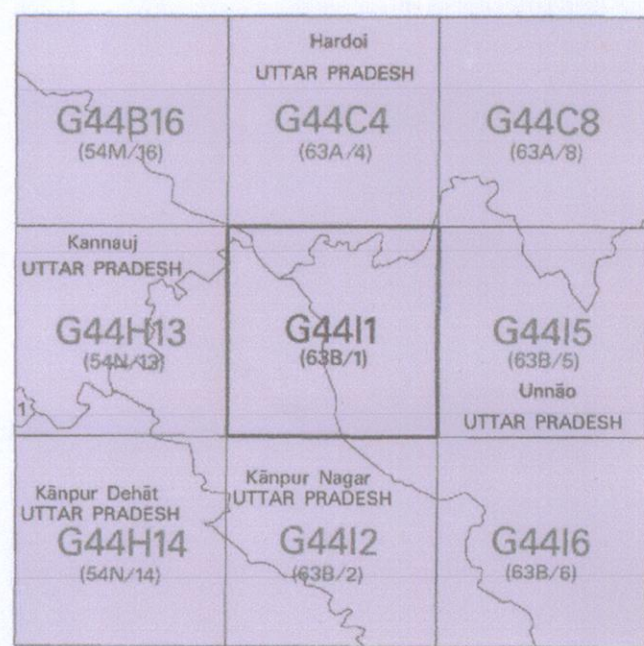 Hardoi
UTTAR PRADESH
G44B16
(54M/16)
G44C4
(63A/4)
G44C8
(63A/8)
Kannauj
UTTAR PRADESH
G44H13
(54N/13)
G44I1
(63B/1)
G44I5
(63B/5)
Unnāo
UTTAR PRADESH
1
Kānpur Dehāt
UTTAR PRADESH
G44H14
(54N/14)
Kānpur Nagar
UTTAR PRADESH
G44I2
(63B/2)
G44I6
(63B/6)